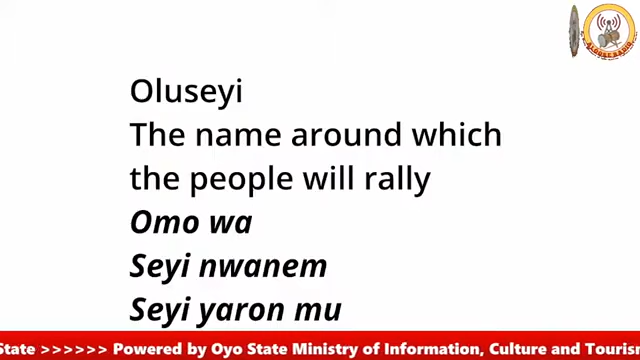 Oluseyi
The name around which
the people will rally
Omo wa
Seyi nwanem
Seyi yaron mu
State >>>>>> Powered by Oyo State Ministry of Information, Culture and Tourism